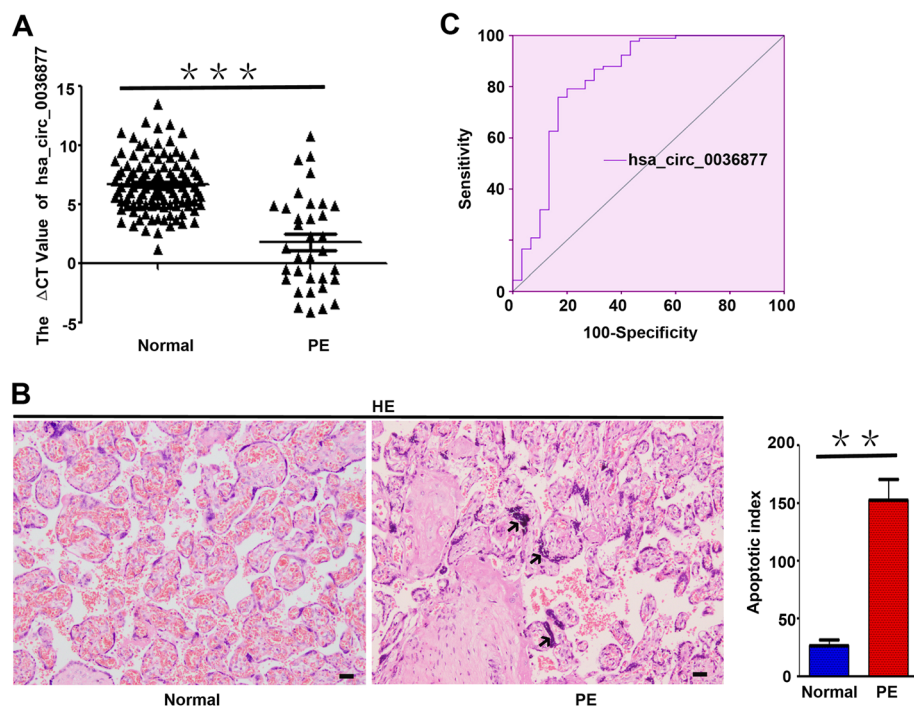 A
The ΔCT Value of hsa_circ_0036877
15
10
5
0
-5
***
Normal
PE
C
Sensitivity
100
80
60
40
20
0
hsa_circ_0036877
0
20
40
60
80
100
100-Specificity
B
HE
Normal
PE
Apoptotic index
200
150
100
50
0
**
Normal
PE